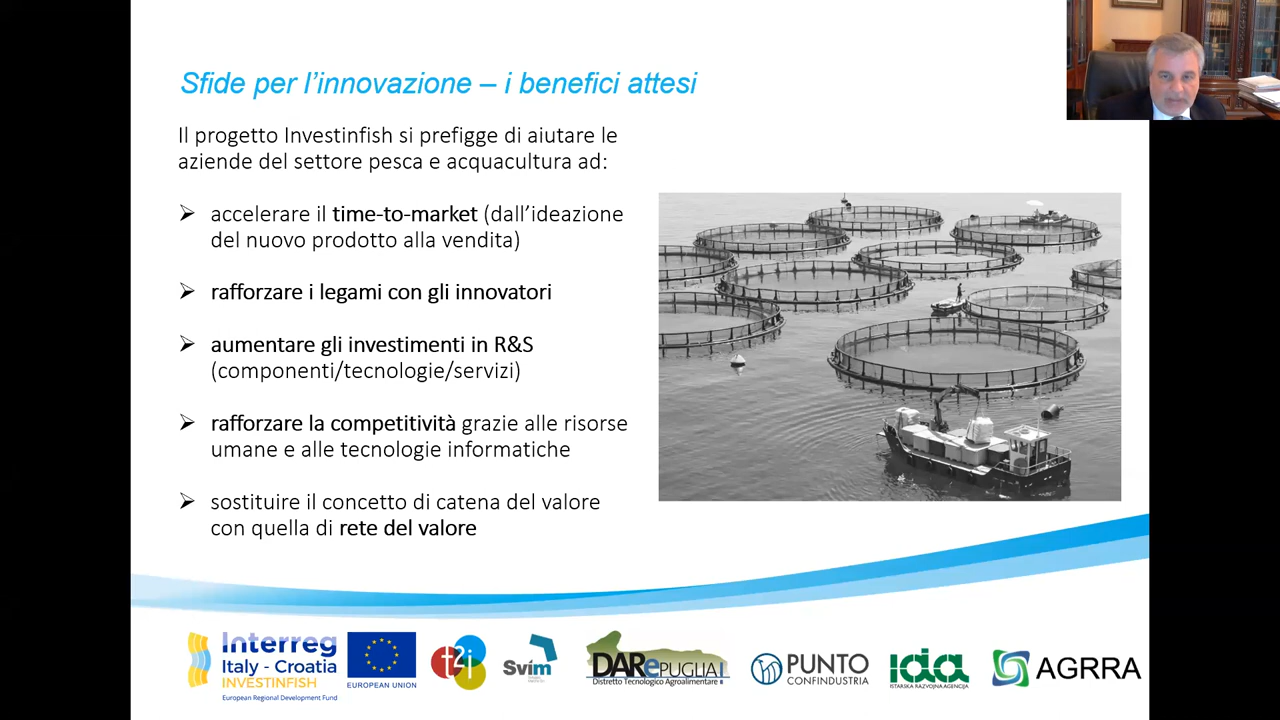 Sfide per l'innovazione – i benefici attesi
Il progetto Investinfish si prefigge di aiutare le
aziende del settore pesca e acquacultura ad:
accelerare il time-to-market (dall'ideazione
del nuovo prodotto alla vendita)
rafforzare i legami con gli innovatori
aumentare gli investimenti in R&S
(componenti/tecnologie/servizi)
rafforzare la competitività grazie alle risorse
umane e alle tecnologie informatiche
sostituire il concetto di catena del valore
con quella di rete del valore
Interreg
Italy - Croatia
INVESTINFISH
European Regional Development Fund
EUROPEAN UNION
t2i
Svim
DARe PUGLIA
Distretto Tecnologico Agroalimentare
PUNTO
CONFINDUSTRIA
ida
ISTARSKA RAZVOJNA AGENCIJA
AGRRA